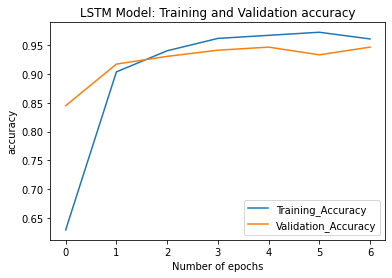 LSTM Model: Training and Validation accuracy
accuracy
0.95
0.90
0.85
0.80
0.75
0.70
0.65
Training_Accuracy
Validation_Accuracy
0 1 2 3 4 5 6
Number of epochs